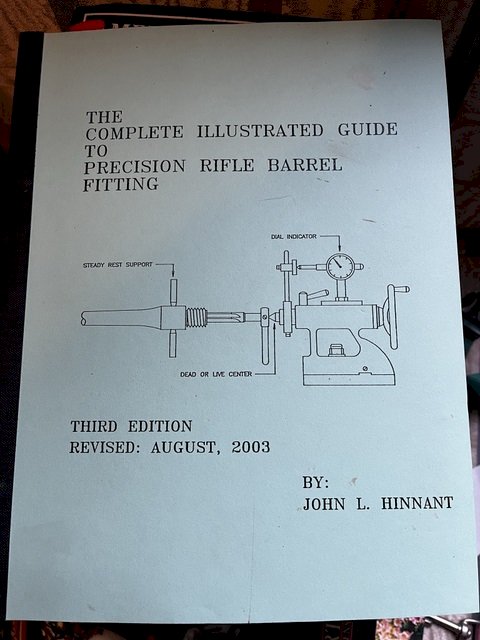 THE
COMPLETE ILLUSTRATED GUIDE
TO
PRECISION RIFLE BARREL
FITTING
DIAL INDICATOR
STEADY REST SUPPORT
DEAD OR LIVE CENTER
THIRD EDITION
REVISED: AUGUST, 2003
BY:
JOHN L. HINNANT